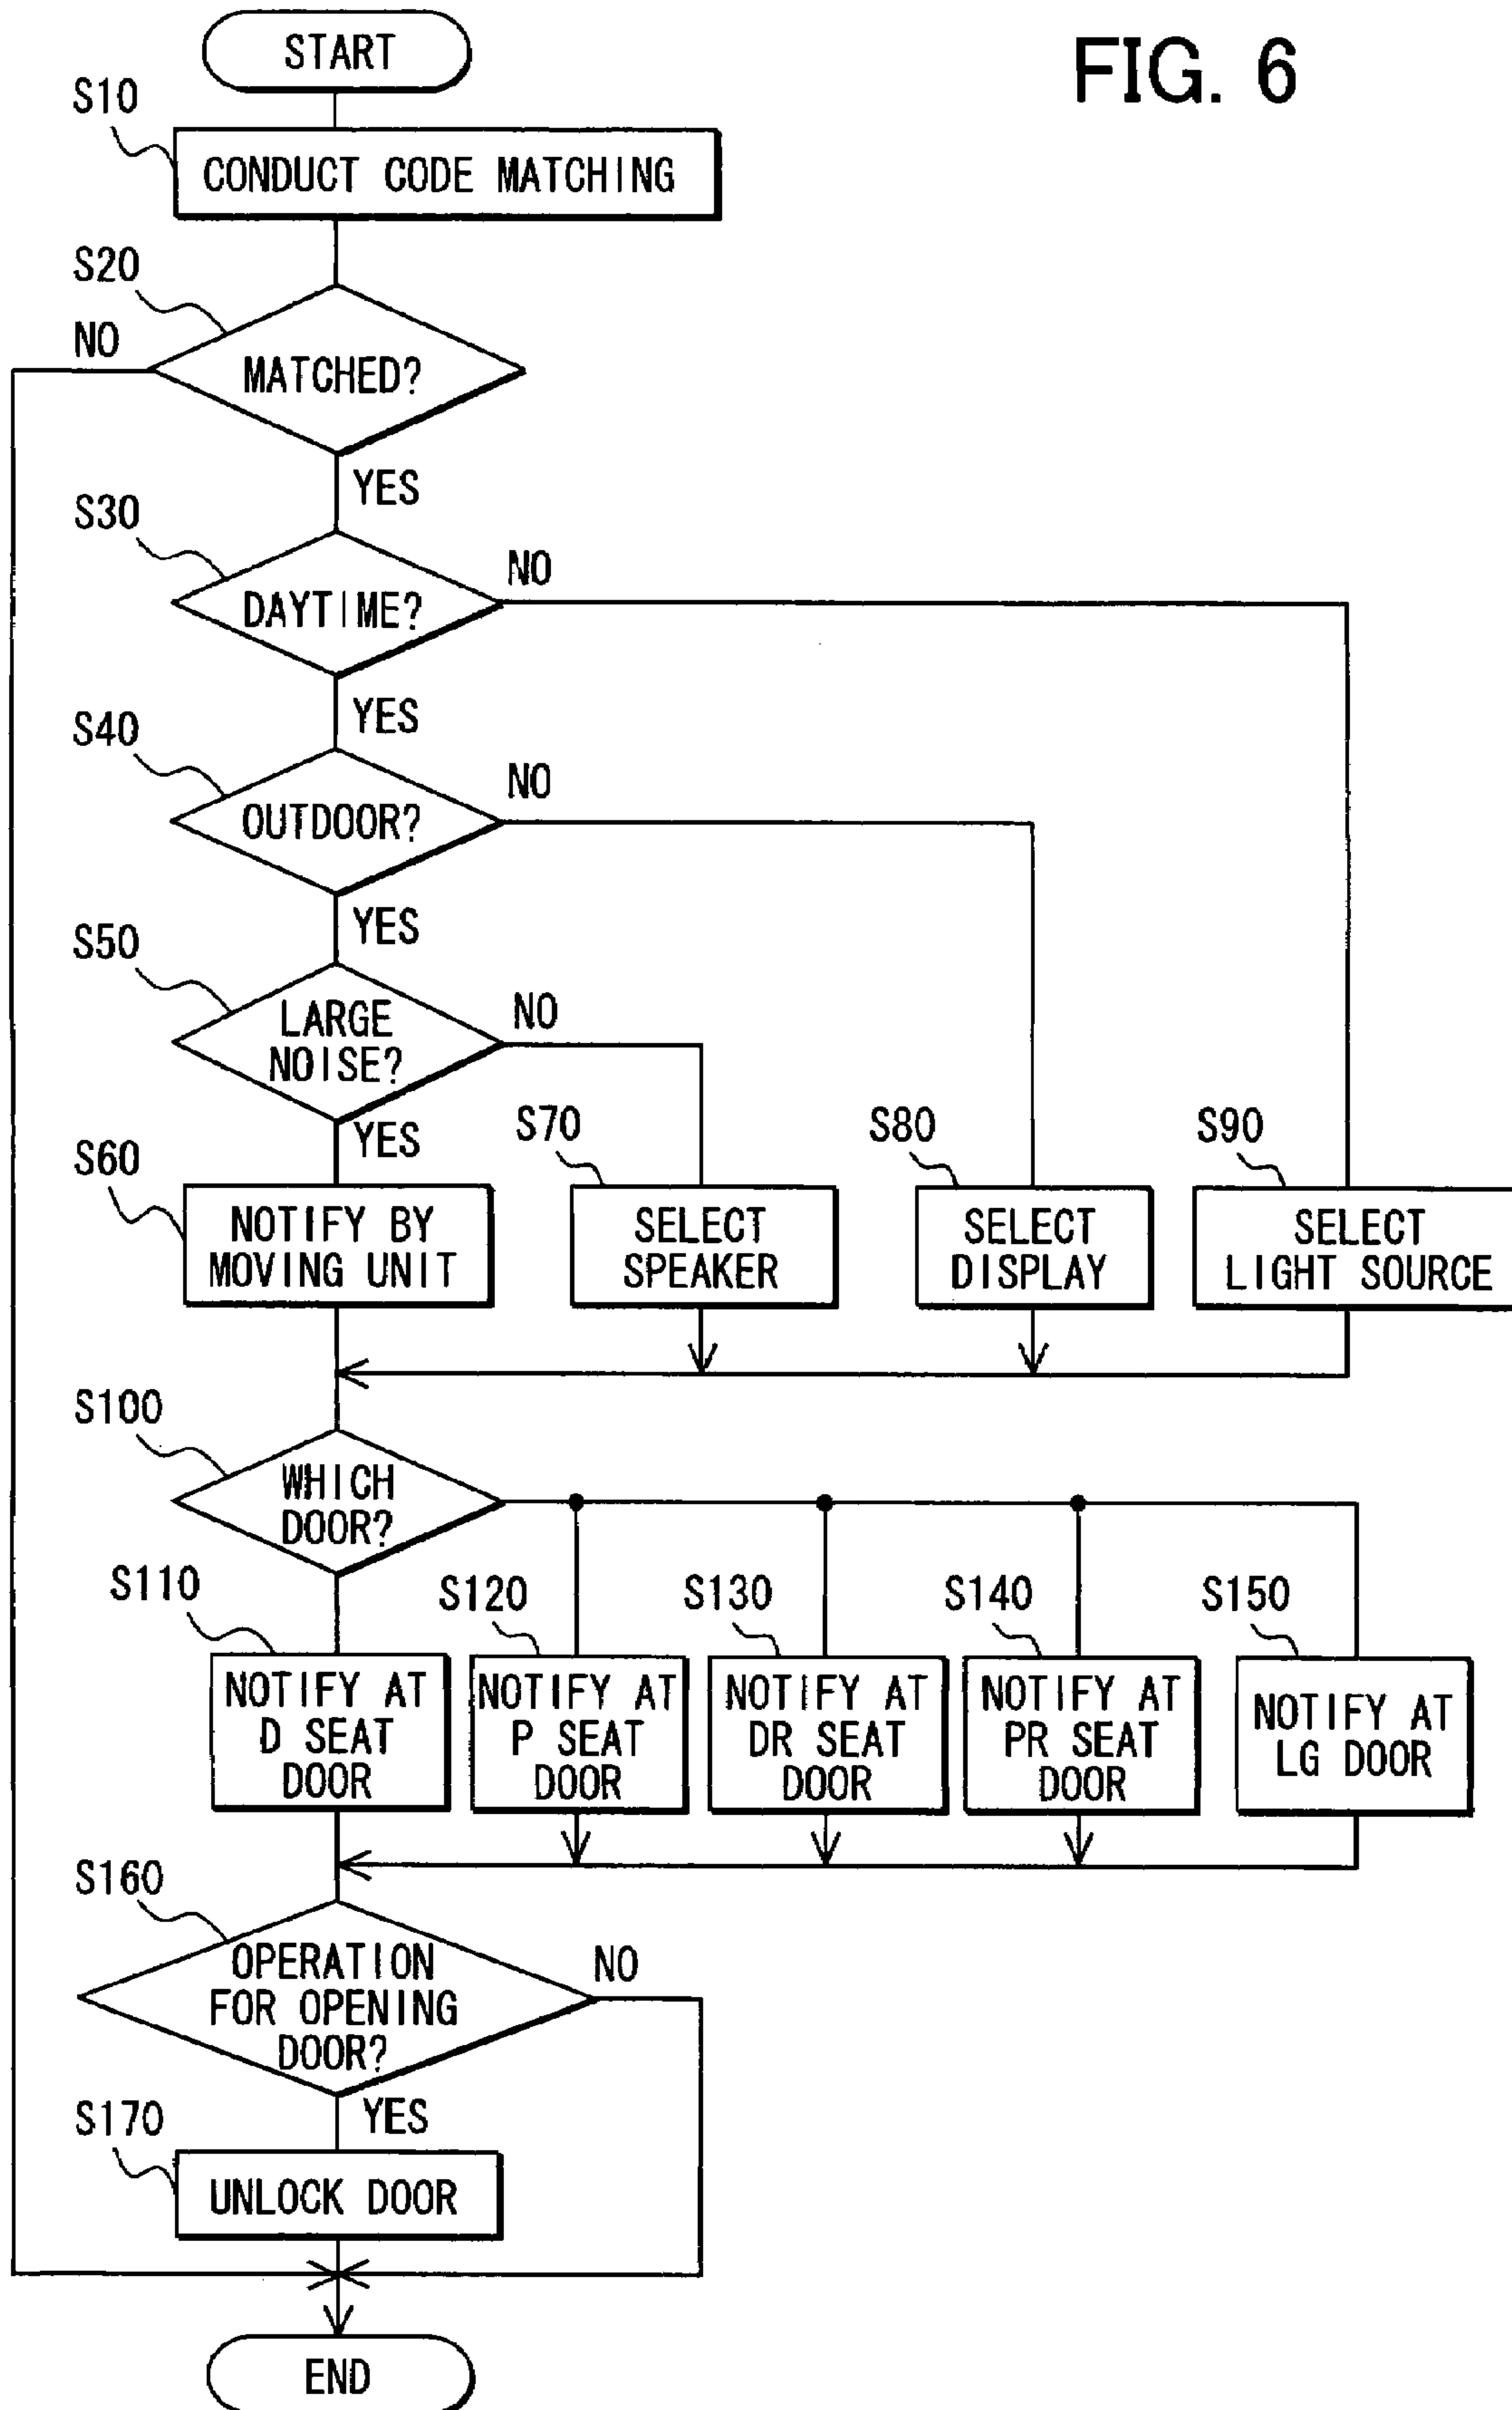 START
FIG. 6
S10
CONDUCT CODE MATCHING
S20
NO
MATCHED?
YES
S30
NO
DAYTIME?
YES
S40
NO
OUTDOOR?
YES
S50
NO
LARGE
NOISE?
YES
S60
NOTIFY BY
MOVING UNIT
S70
SELECT
SPEAKER
S80
SELECT
DISPLAY
S90
SELECT
LIGHT SOURCE
S100
WHICH
DOOR?
S110
NOTIFY AT
D SEAT
DOOR
S120
NOTIFY AT
P SEAT
DOOR
S130
NOTIFY AT
DR SEAT
DOOR
S140
NOTIFY AT
PR SEAT
DOOR
S150
NOTIFY AT
LG DOOR
S160
OPERATION
FOR OPENING
DOOR?
NO
YES
S170
UNLOCK DOOR
END